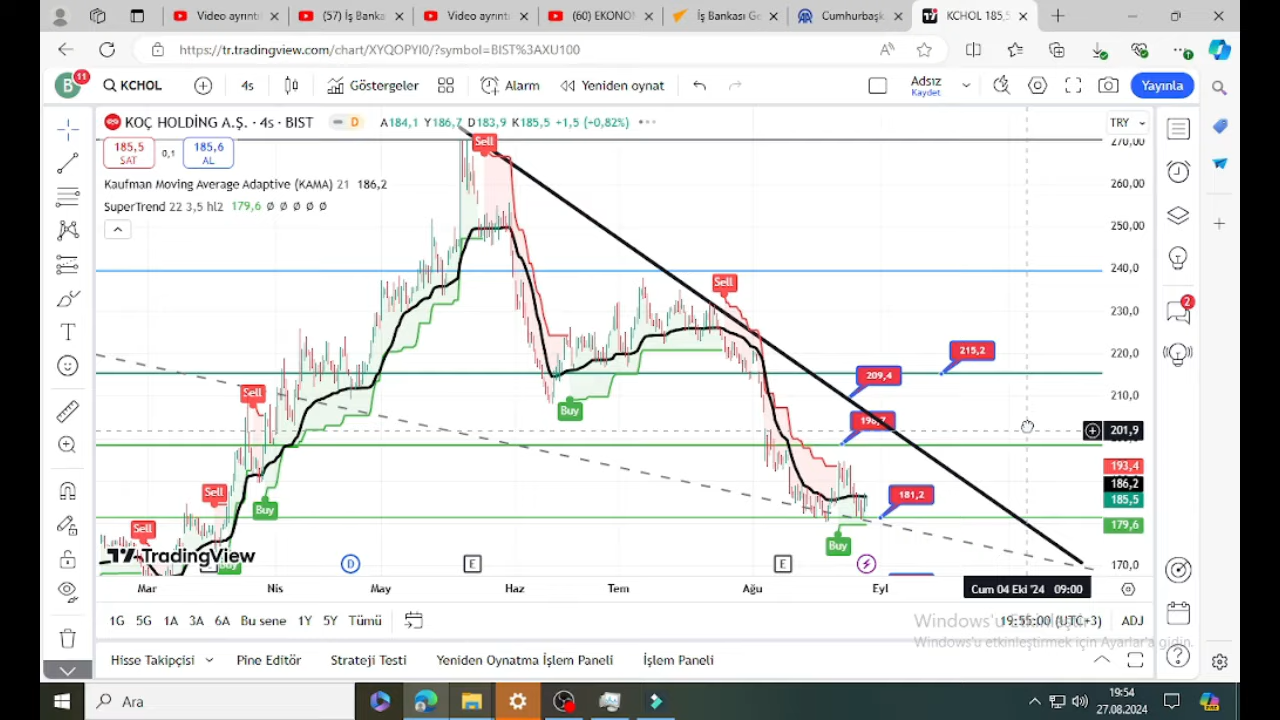 Video ayrıntı
(57) İş Banka
Video ayrıntı
(60) EKONOM
İş Bankası Ge
Cumhurbaşk
KCHOL 185,5
https://tr.tradingview.com/chart/XYQOPYI0/?symbol=BIST%3AXU100
B
11
KCHOL
4s
Göstergeler
Alarm
Yeniden oynat
Adsız
Kaydet
Yayınla
KOÇ HOLDİNG A.Ş. · 4s · BIST
D
A184,1 Y186,7 D183,9 K185,5 +1,5 (+0,82%)
TRY
185,5
SAT
0,1
185,6
AL
Kaufman Moving Average Adaptive (KAMA) 21 186,2
SuperTrend 22 3,5 hl2 179,6 Ø Ø Ø Ø Ø
270,00
260,00
250,00
240,0
230,0
220,0
210,0
201,9
193,4
186,2
185,5
179,6
170,0
Sell
Sell
Sell
Sell
Sell
Buy
Buy
Buy
Buy
215,2
209,4
181,2
2
TradingView
D
E
E
Mar
Nis
May
Haz
Tem
Ağu
Eyl
Cum 04 Eki '24 09:00
1G
5G
1A
3A
6A
Bu sene
1Y
5Y
Tümü
19:55:00 (UTC+3)
ADJ
Windows'u etkinleştirmek için Ayarlar'a gidin.
Hisse Takipçisi
Pine Editör
Strateji Testi
Yeniden Oynatma İşlem Paneli
İşlem Paneli
Ara
19:54
27.08.2024